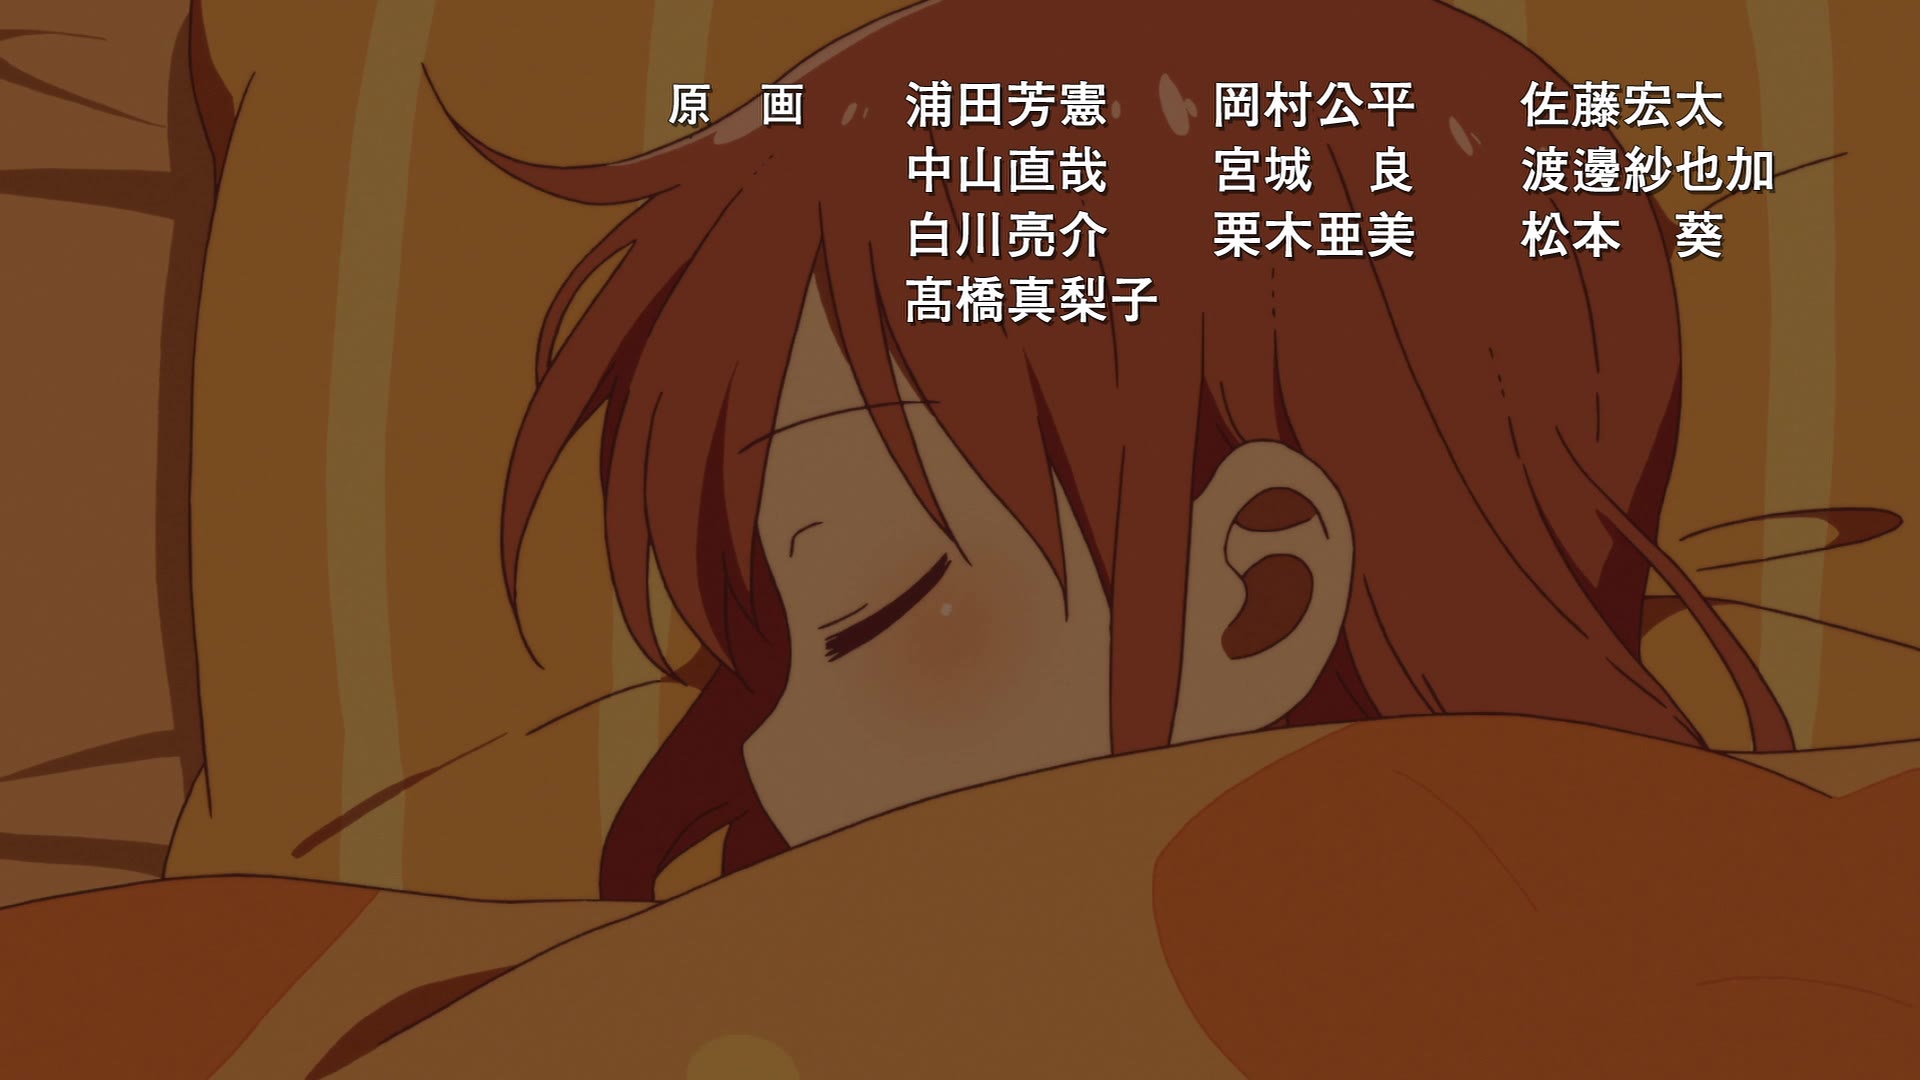 原　画　浦田芳憲　岡村公平　佐藤宏太
中山直哉　宮城　良　渡邊紗也加
白川亮介　栗木亜美　松本　葵
髙橋真梨子